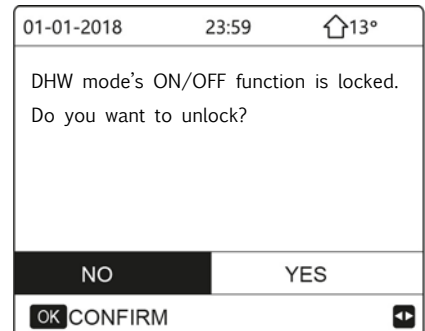 01-01-2018 23:59 13°
DHW mode's ON/OFF function is locked.
Do you want to unlock?
NO YES
OK CONFIRM